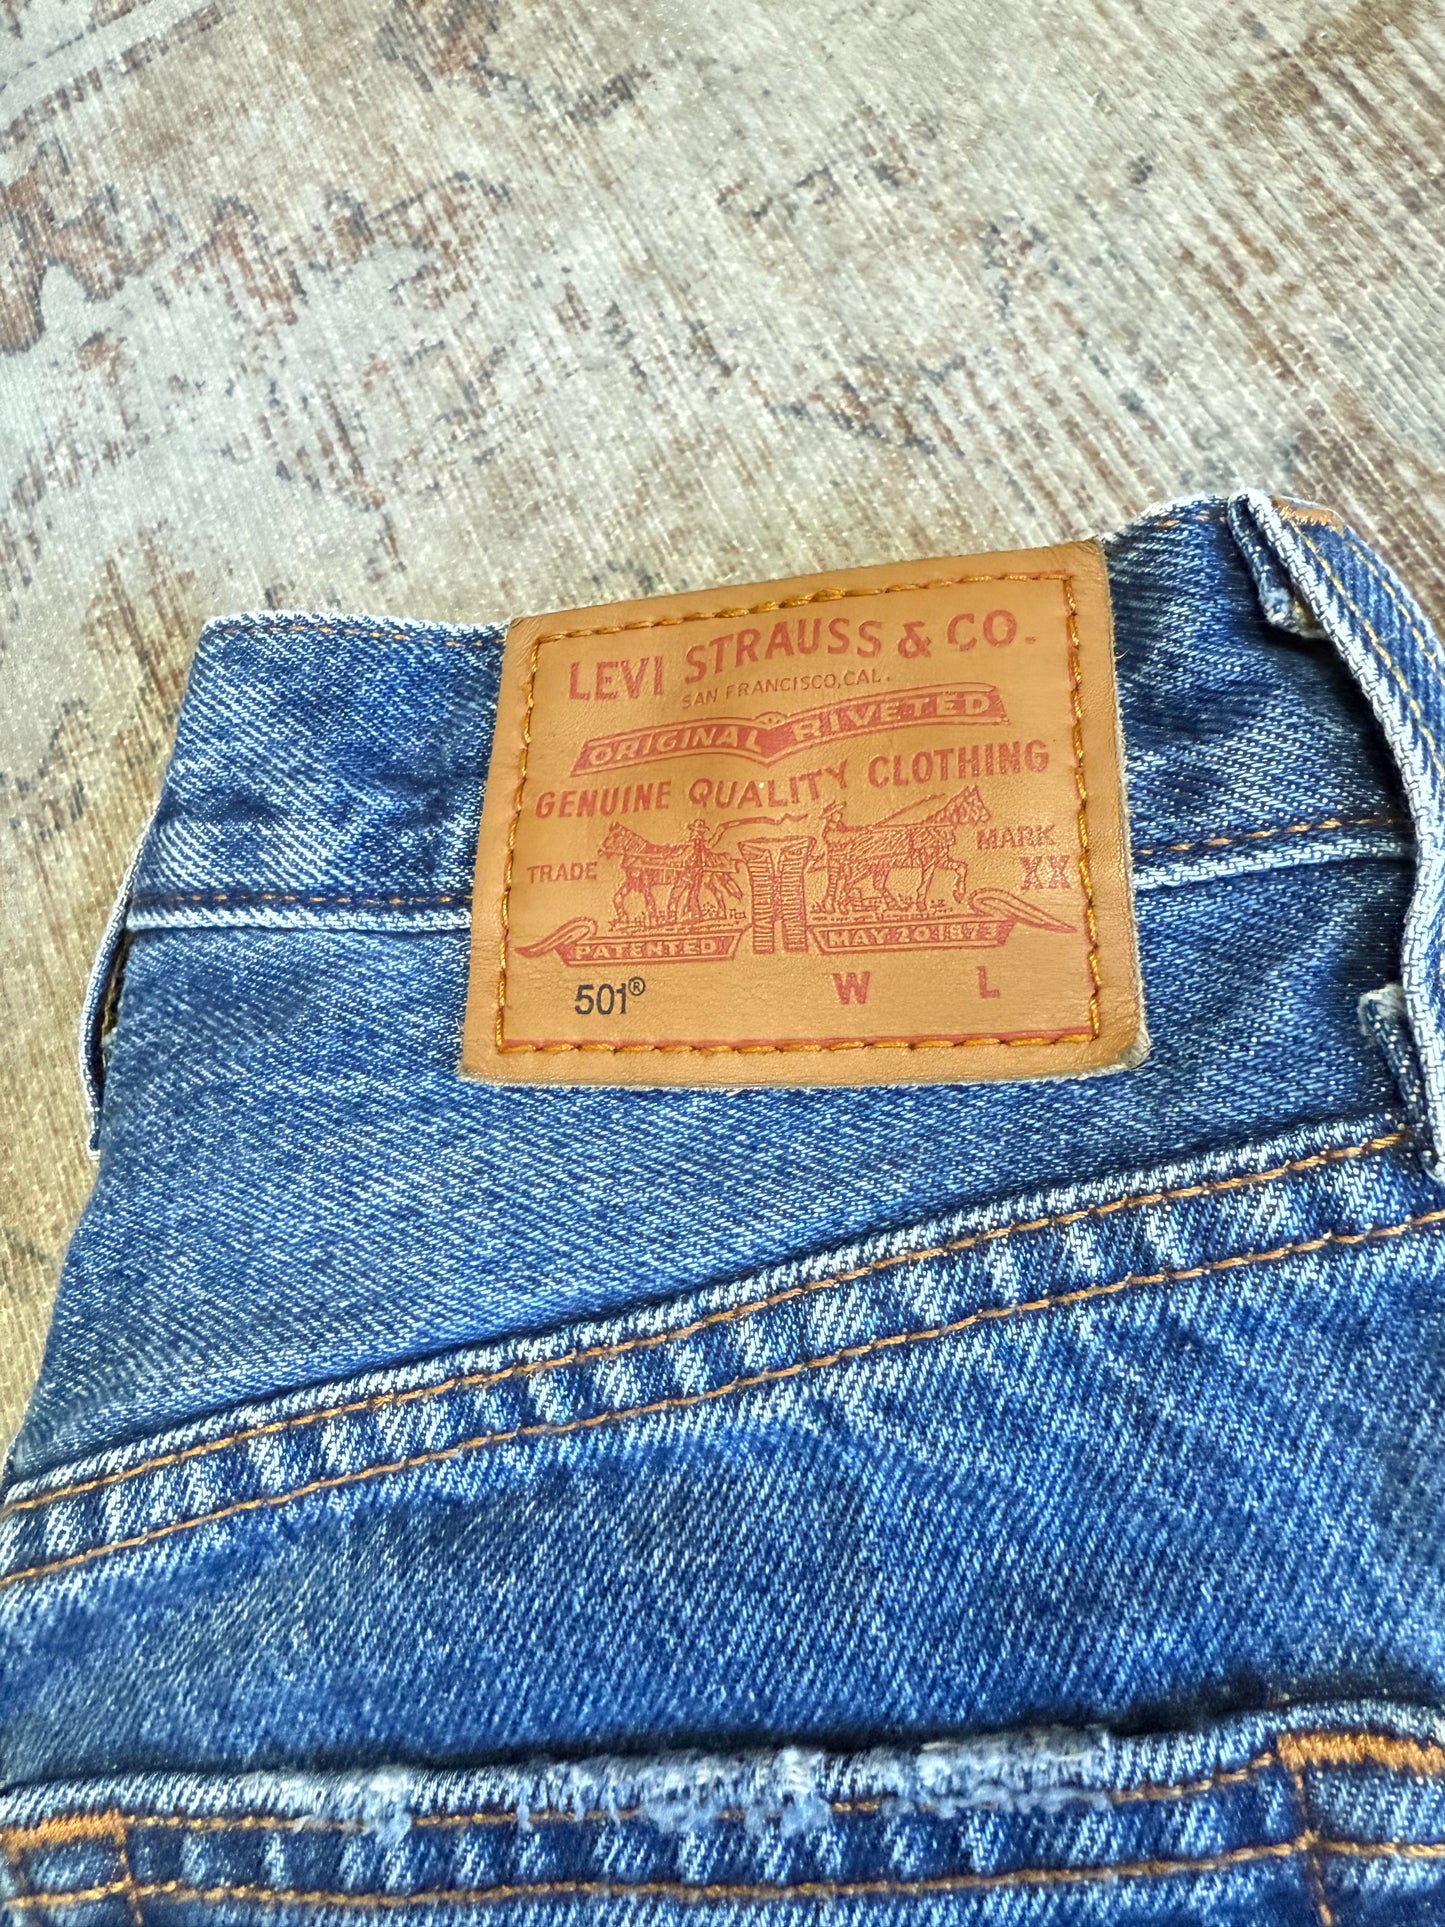 LEVI STRAUSS & CO.
SAN FRANCISCO, CAL.
ORIGINAL RIVETED
GENUINE QUALITY CLOTHING
TRADE MARK
XX
PATENTED MAY 20 1873
501® W L